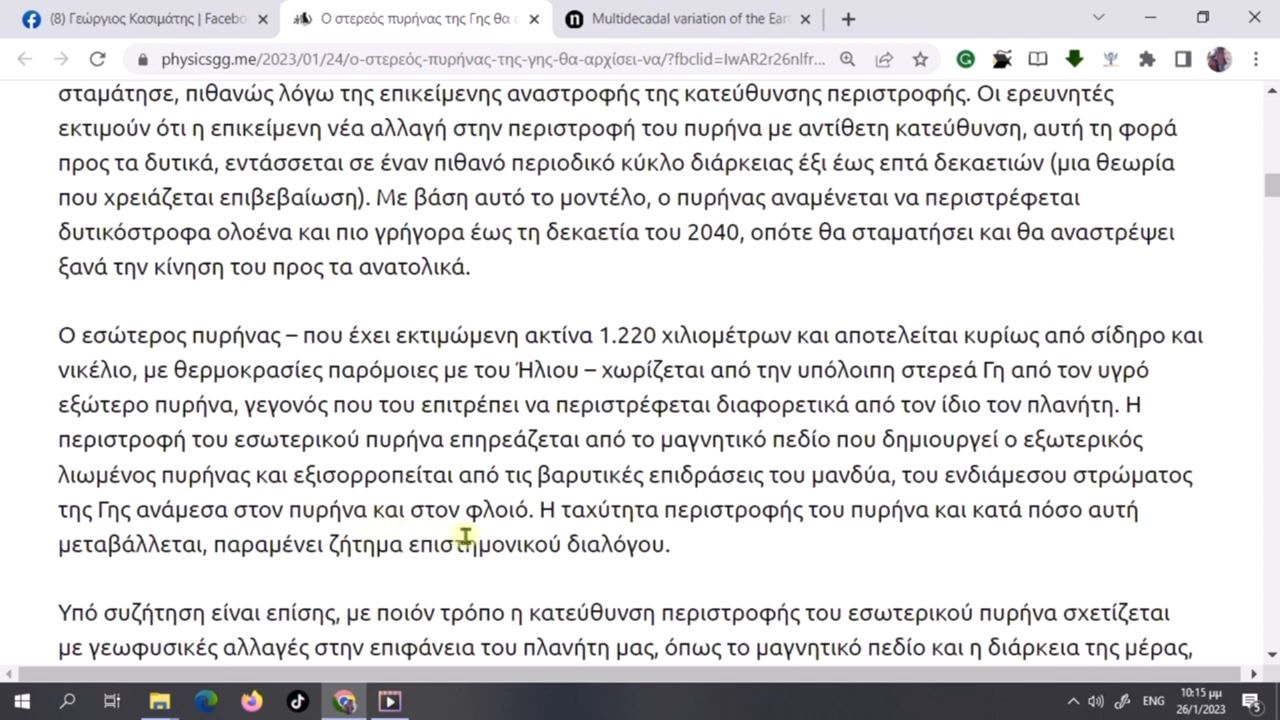 (8) Γεώργιος Κασιμάτης | Facebo
Ο στερεός πυρήνας της Γης θα
Multidecadal variation of the Ear
physicsgg.me/2023/01/24/ο-στερεός-πυρήνας-της-γης-θα-αρχίσει-να/?fbclid=IwAR2r26nlfr...
σταμάτησε, πιθανώς λόγω της επικείμενης αναστροφής της κατεύθυνσης περιστροφής. Οι ερευνητές
εκτιμούν ότι η επικείμενη νέα αλλαγή στην περιστροφή του πυρήνα με αντίθετη κατεύθυνση, αυτή τη φορά
προς τα δυτικά, εντάσσεται σε έναν πιθανό περιοδικό κύκλο διάρκειας έξι έως επτά δεκαετιών (μια θεωρία
που χρειάζεται επιβεβαίωση). Με βάση αυτό το μοντέλο, ο πυρήνας αναμένεται να περιστρέφεται
δυτικόστροφα ολοένα και πιο γρήγορα έως τη δεκαετία του 2040, οπότε θα σταματήσει και θα αναστρέψει
ξανά την κίνηση του προς τα ανατολικά.
Ο εσώτερος πυρήνας – που έχει εκτιμώμενη ακτίνα 1.220 χιλιομέτρων και αποτελείται κυρίως από σίδηρο και
νικέλιο, με θερμοκρασίες παρόμοιες με του Ήλιου – χωρίζεται από την υπόλοιπη στερεά Γη από τον υγρό
εξώτερο πυρήνα, γεγονός που του επιτρέπει να περιστρέφεται διαφορετικά από τον ίδιο τον πλανήτη. Η
περιστροφή του εσωτερικού πυρήνα επηρεάζεται από το μαγνητικό πεδίο που δημιουργεί ο εξωτερικός
λιωμένος πυρήνας και εξισορροπείται από τις βαρυτικές επιδράσεις του μανδύα, του ενδιάμεσου στρώματος
της Γης ανάμεσα στον πυρήνα και στον φλοιό. Η ταχύτητα περιστροφής του πυρήνα και κατά πόσο αυτή
μεταβάλλεται, παραμένει ζήτημα επιστημονικού διαλόγου.
Υπό συζήτηση είναι επίσης, με ποιόν τρόπο η κατεύθυνση περιστροφής του εσωτερικού πυρήνα σχετίζεται
με γεωφυσικές αλλαγές στην επιφάνεια του πλανήτη μας, όπως το μαγνητικό πεδίο και η διάρκεια της μέρας,
ENG
10:15 μμ
26/1/2023
5